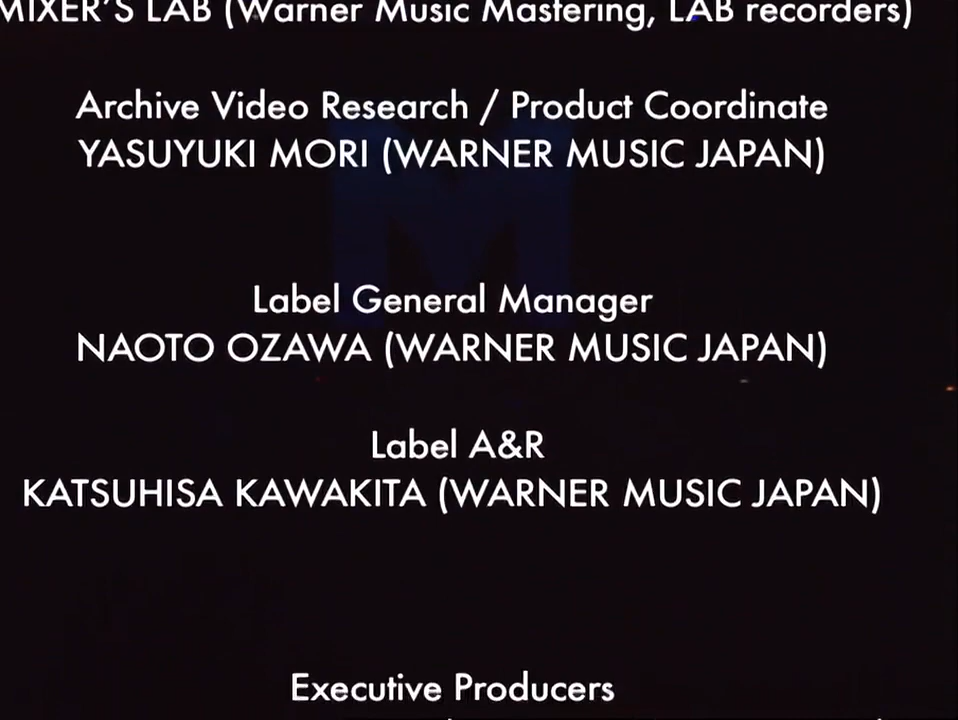 MIXER'S LAB (Warner Music Mastering, LAB recorders)
Archive Video Research / Product Coordinate
YASUYUKI MORI (WARNER MUSIC JAPAN)
Label General Manager
NAOTO OZAWA (WARNER MUSIC JAPAN)
Label A&R
KATSUHISA KAWAKITA (WARNER MUSIC JAPAN)
Executive Producers